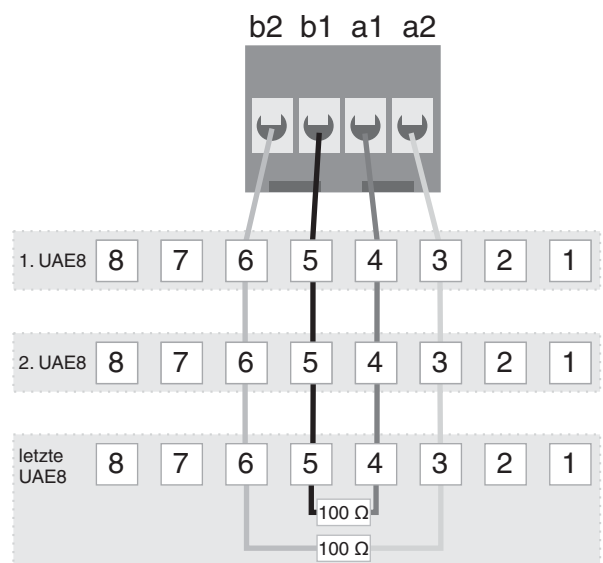 b2 b1 a1 a2
1. UAE8 8 7 6 5 4 3 2 1
2. UAE8 8 7 6 5 4 3 2 1
letzte
UAE8 8 7 6 5 4 3 2 1
100 Ω
100 Ω